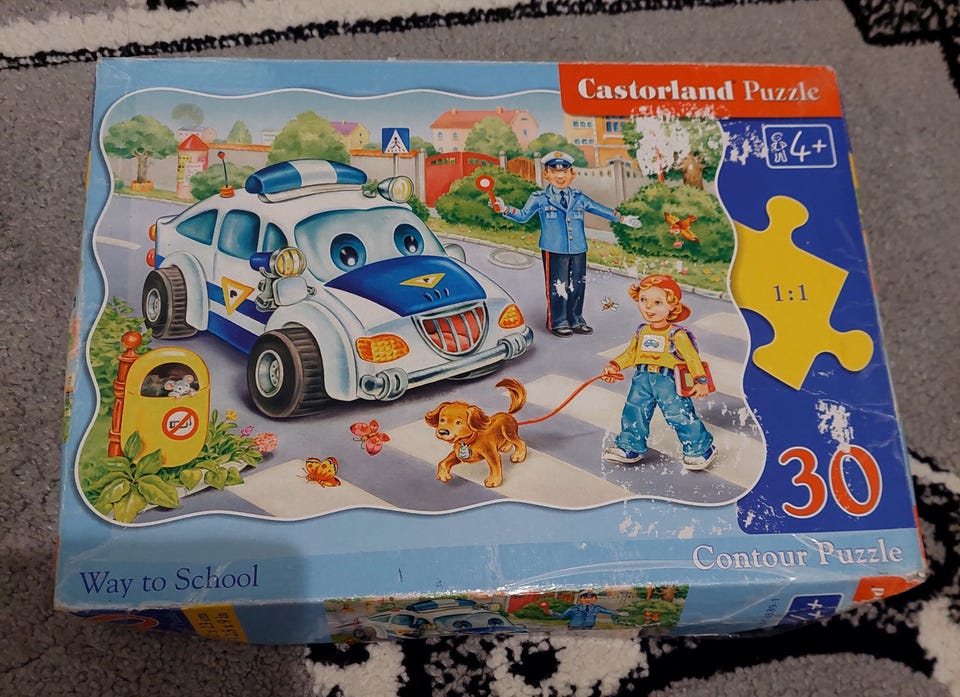 Castorland Puzzle
4+
1:1
30
Contour Puzzle
Way to School